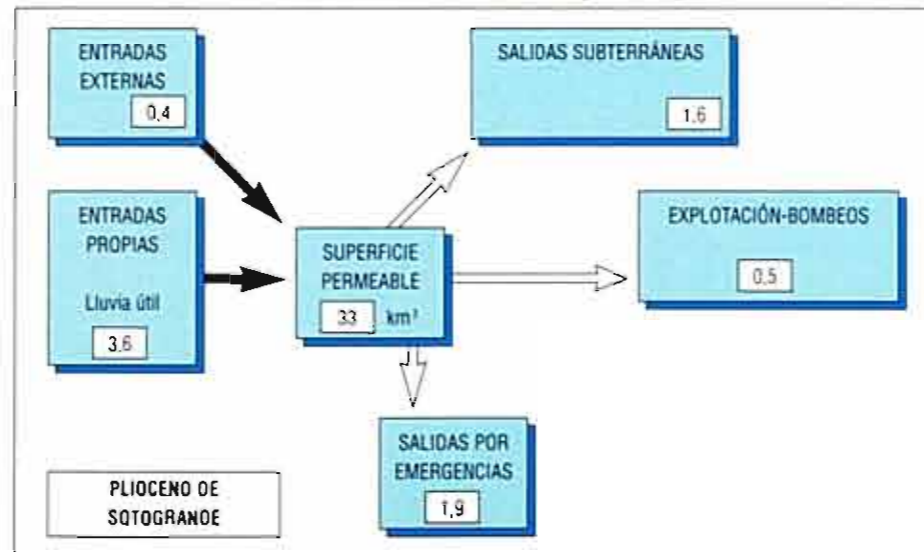 ENTRADAS
EXTERNAS
0,4
SALIDAS SUBTERRÁNEAS
1,6
ENTRADAS
PROPIAS
Lluvia útil
3,6
SUPERFICIE
PERMEABLE
33 km²
EXPLOTACIÓN-BOMBEOS
0,5
SALIDAS POR
EMERGENCIAS
1,9
PLIOCENO DE
SOTOGRANDE